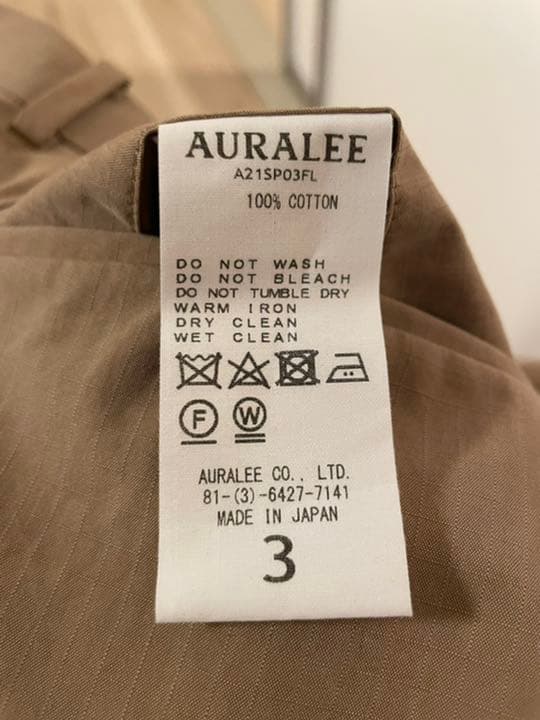 AURALEE
A21SP03FL
100% COTTON
DO NOT WASH
DO NOT BLEACH
DO NOT TUMBLE DRY
WARM IRON
DRY CLEAN
WET CLEAN
F W
AURALEE CO., LTD.
81-(3)-6427-7141
MADE IN JAPAN
3